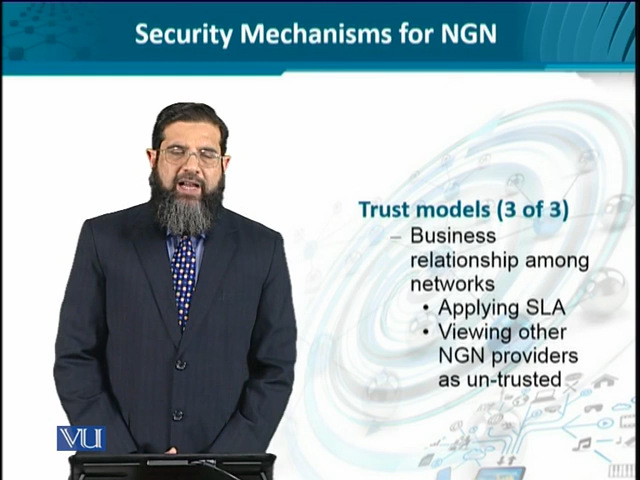 Security Mechanisms for NGN
Trust models (3 of 3)
– Business
relationship among
networks
• Applying SLA
• Viewing other
NGN providers
as un-trusted
VU